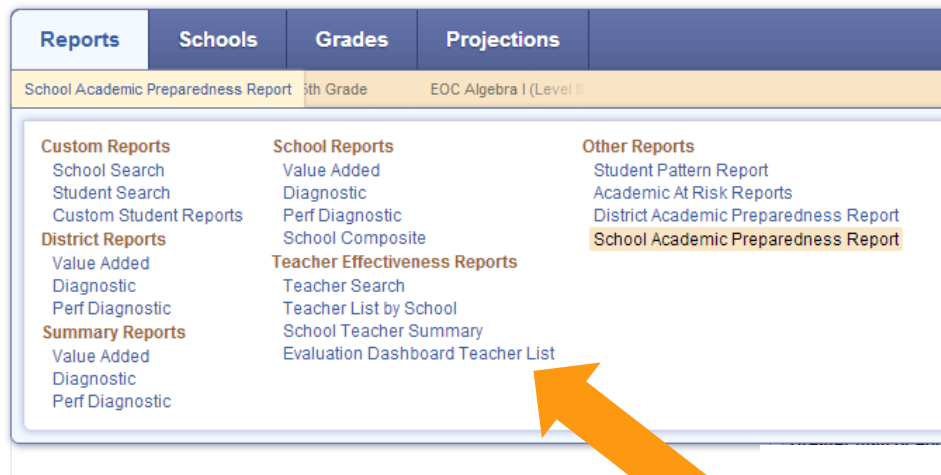 Reports Schools Grades Projections
School Academic Preparedness Report 5th Grade EOC Algebra I (Level II
Custom Reports
School Search
Student Search
Custom Student Reports
District Reports
Value Added
Diagnostic
Perf Diagnostic
Summary Reports
Value Added
Diagnostic
Perf Diagnostic
School Reports
Value Added
Diagnostic
Perf Diagnostic
School Composite
Teacher Effectiveness Reports
Teacher Search
Teacher List by School
School Teacher Summary
Evaluation Dashboard Teacher List
Other Reports
Student Pattern Report
Academic At Risk Reports
District Academic Preparedness Report
School Academic Preparedness Report